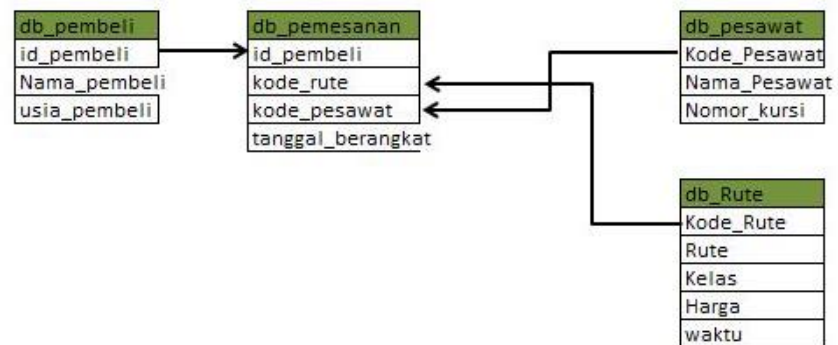 db_pembeli
id_pembeli
Nama_pembeli
usia_pembeli
db_pemesanan
id_pembeli
kode_rute
kode_pesawat
tanggal_berangkat
db_pesawat
Kode_Pesawat
Nama_Pesawat
Nomor_kursi
db_Rute
Kode_Rute
Rute
Kelas
Harga
waktu